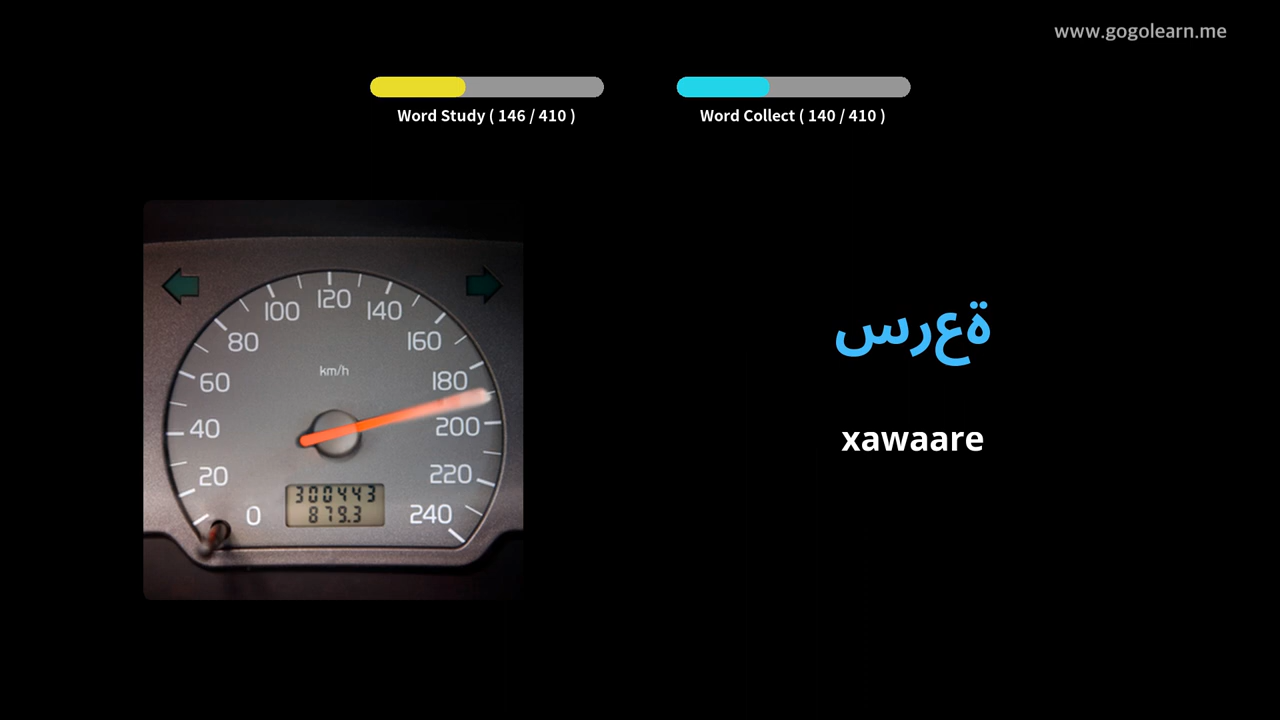 www.gogolearn.me
Word Study ( 146 / 410 )
Word Collect ( 140 / 410 )
120
100
140
80
160
km/h
60
180
40
200
20
220
0
240
300443
879.3
ةعرس
xawaare